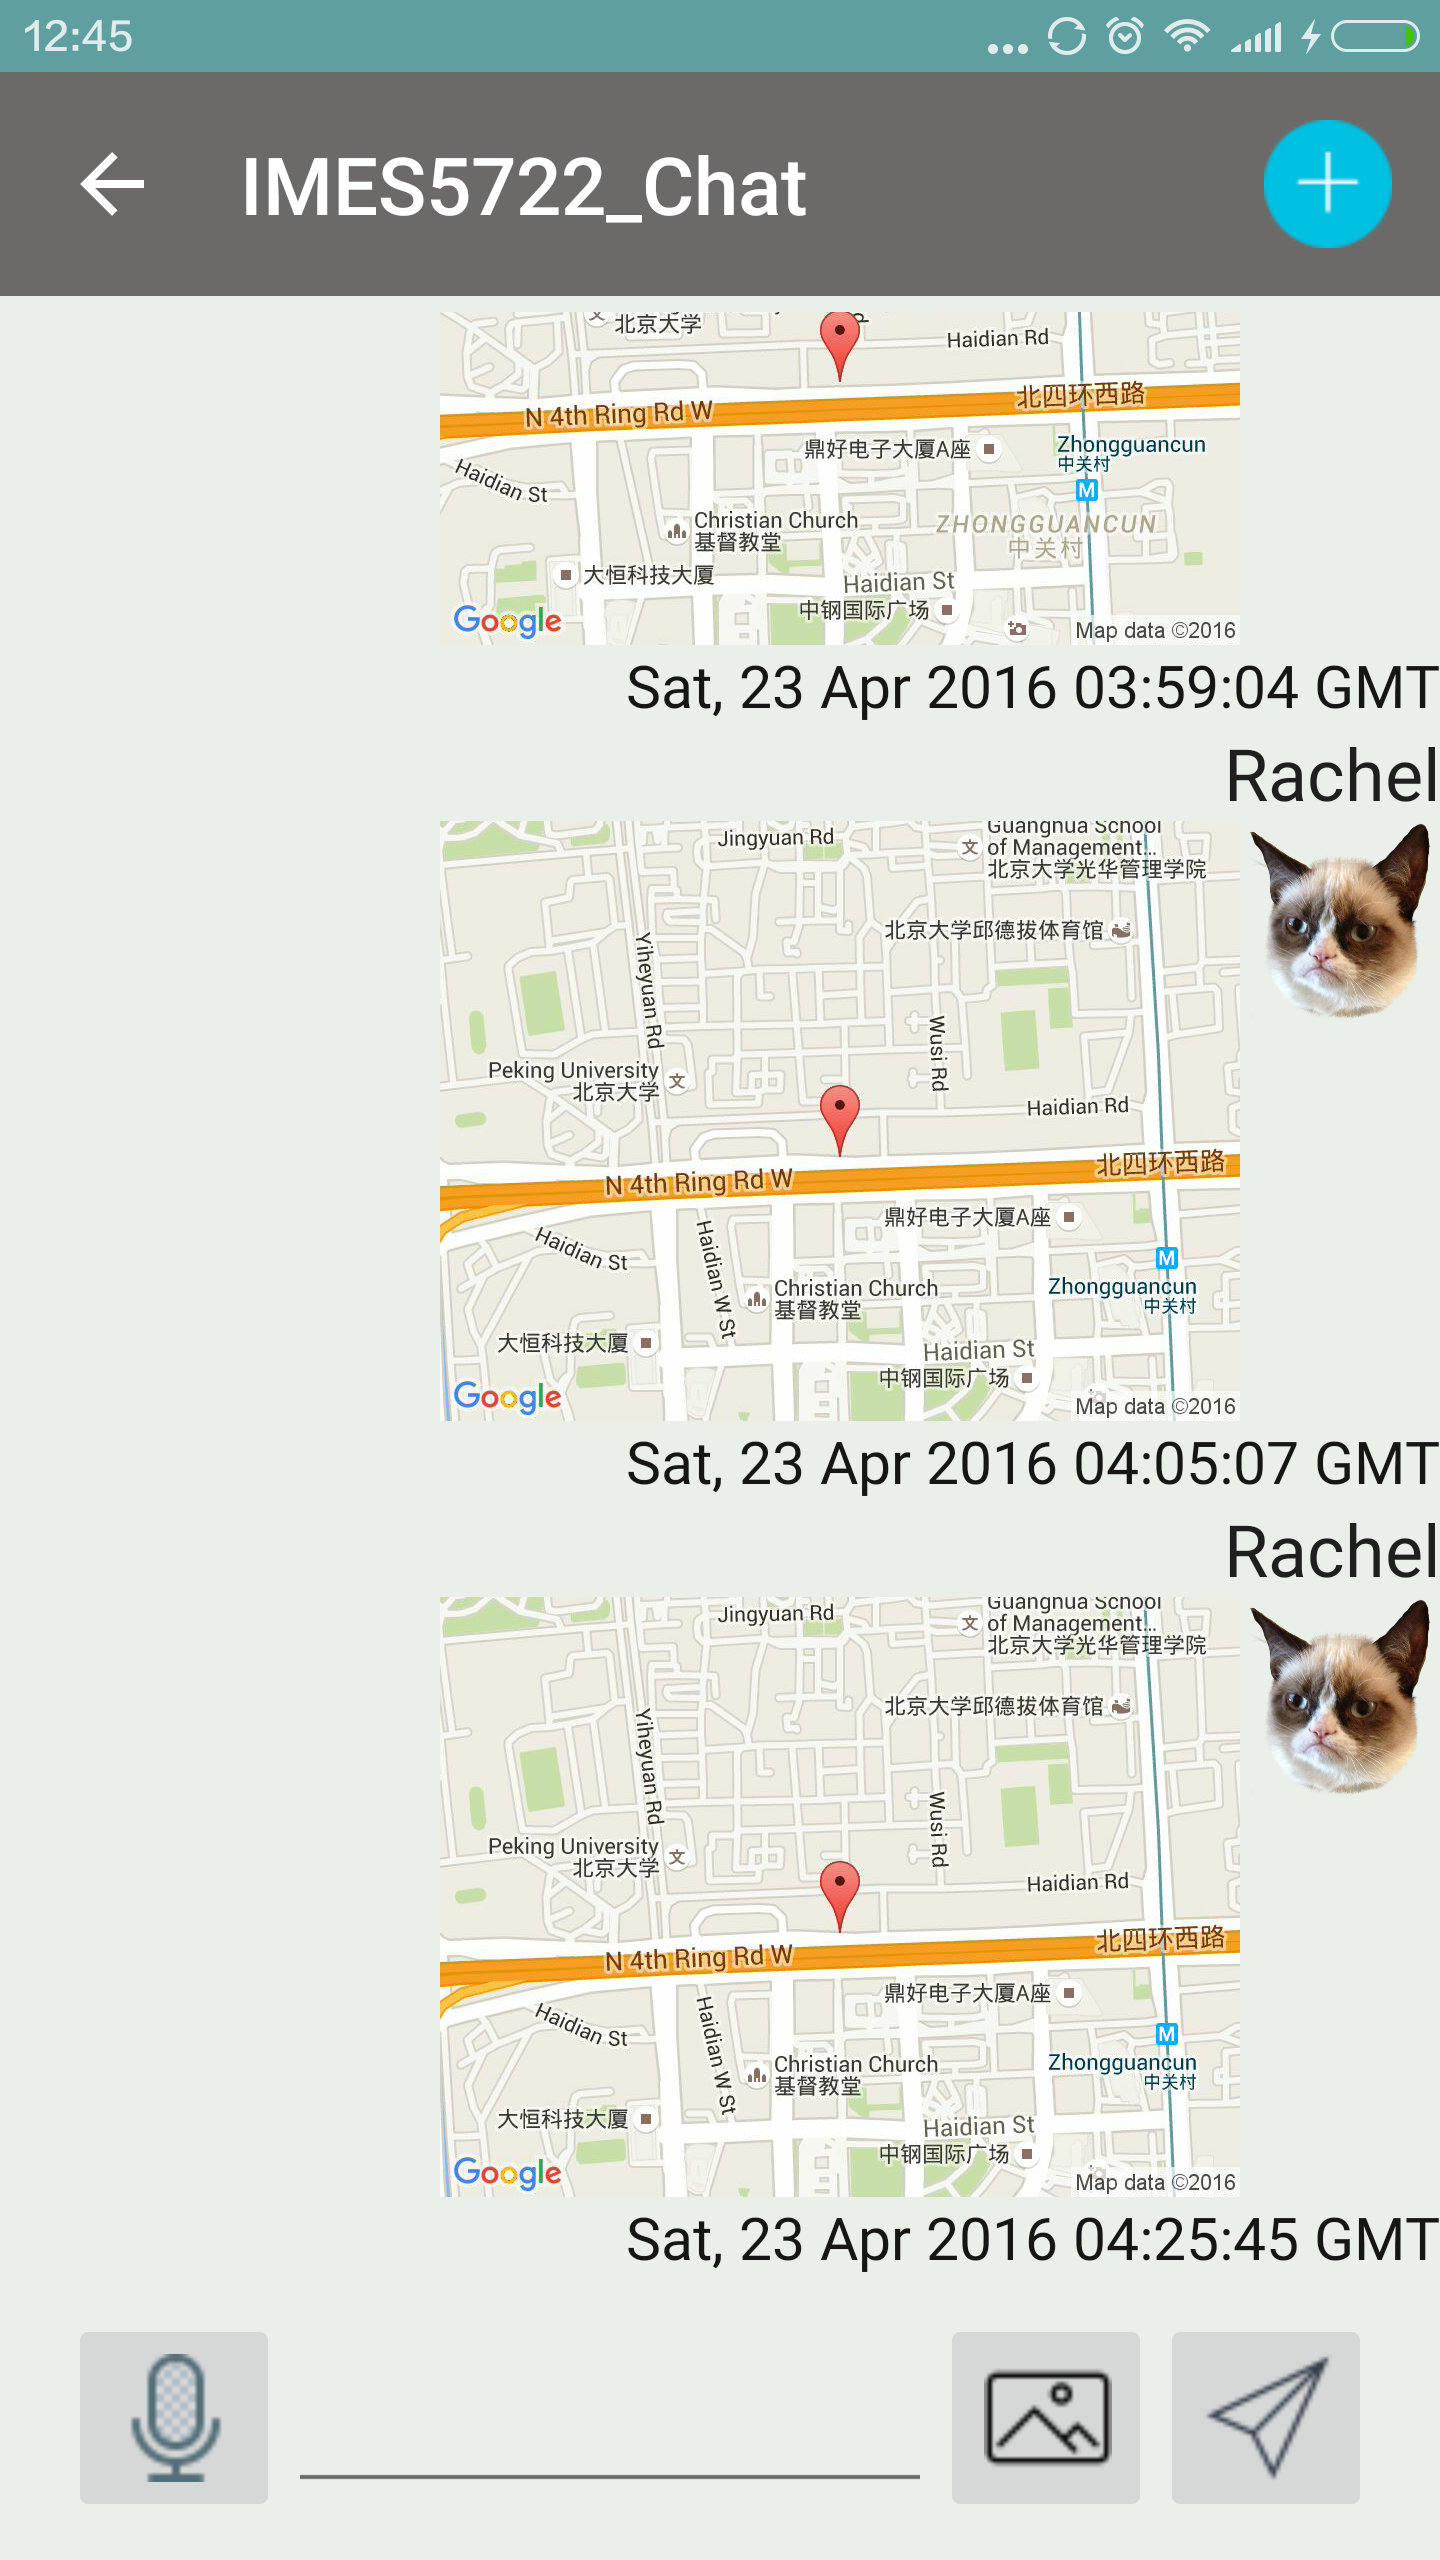 12:45
IMES5722_Chat
北京大学
Haidian Rd
N 4th Ring Rd W
北四环西路
鼎好电子大厦A座
Zhongguancun
中关村
M
Haidian St
Christian Church
基督教堂
ZHONGGUANCUN
中关村
大恒科技大厦
Haidian St
中钢国际广场
Google
Map data ©2016
Sat, 23 Apr 2016 03:59:04 GMT
Rachel
Jingyuan Rd
Guanghua School
of Management...
北京大学光华管理学院
北京大学邱德拔体育馆
Yiheyuan Rd
Wusi Rd
Peking University
北京大学
Haidian Rd
N 4th Ring Rd W
北四环西路
鼎好电子大厦A座
Haidian St
Haidian W St
M
Zhongguancun
中关村
Christian Church
基督教堂
大恒科技大厦
Haidian St
中钢国际广场
Google
Map data ©2016
Sat, 23 Apr 2016 04:05:07 GMT
Rachel
Jingyuan Rd
Guanghua School
of Management...
北京大学光华管理学院
北京大学邱德拔体育馆
Yiheyuan Rd
Wusi Rd
Peking University
北京大学
Haidian Rd
N 4th Ring Rd W
北四环西路
鼎好电子大厦A座
Haidian St
Haidian W St
M
Zhongguancun
中关村
Christian Church
基督教堂
大恒科技大厦
Haidian St
中钢国际广场
Google
Map data ©2016
Sat, 23 Apr 2016 04:25:45 GMT